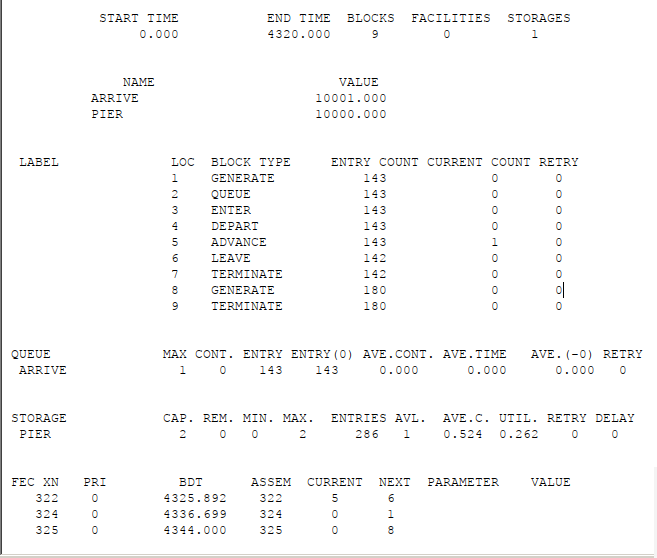 START TIME END TIME BLOCKS FACILITIES STORAGES
0.000 4320.000 9 0 1
NAME VALUE
ARRIVE 10001.000
PIER 10000.000
LABEL LOC BLOCK TYPE ENTRY COUNT CURRENT COUNT RETRY
1 GENERATE 143 0 0
2 QUEUE 143 0 0
3 ENTER 143 0 0
4 DEPART 143 0 0
5 ADVANCE 143 1 0
6 LEAVE 142 0 0
7 TERMINATE 142 0 0
8 GENERATE 180 0 0
9 TERMINATE 180 0 0
QUEUE MAX CONT. ENTRY ENTRY(0) AVE.CONT. AVE.TIME AVE.(-0) RETRY
ARRIVE 1 0 143 143 0.000 0.000 0.000 0
STORAGE CAP. REM. MIN. MAX. ENTRIES AVL. AVE.C. UTIL. RETRY DELAY
PIER 2 0 0 2 286 1 0.524 0.262 0 0
FEC XN PRI BDT ASSEM CURRENT NEXT PARAMETER VALUE
322 0 4325.892 322 5 6
324 0 4336.699 324 0 1
325 0 4344.000 325 0 8